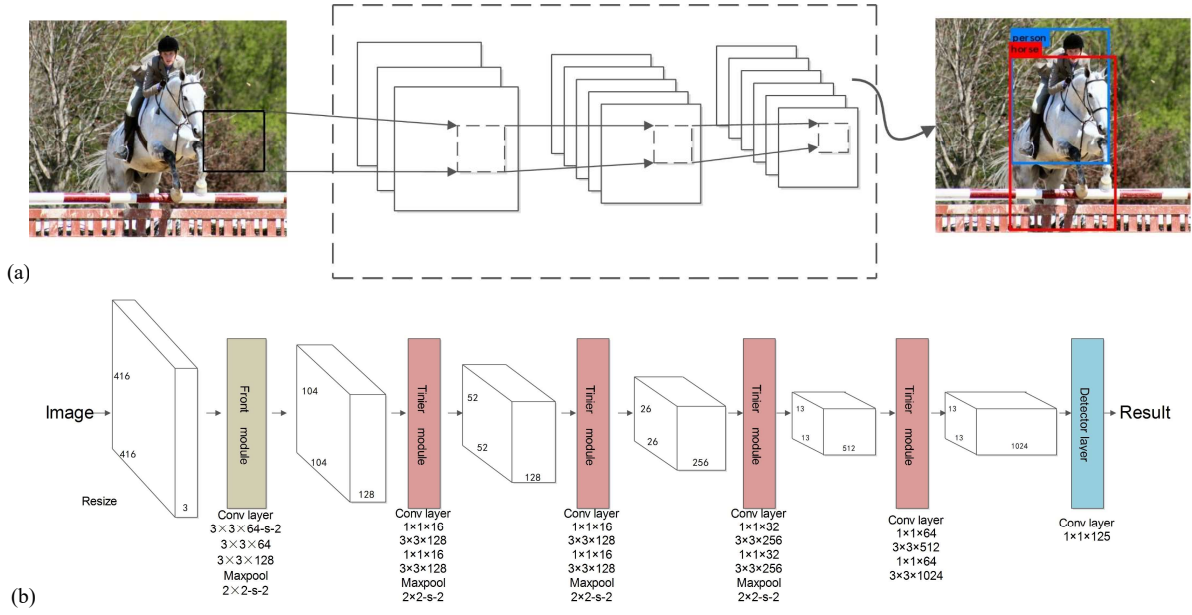 person
horse
(a)
Image
416
416
3
Resize
Front module
Conv layer
3×3×64-s-2
3×3×64
3×3×128
Maxpool
2×2-s-2
104
104
128
Tinier module
Conv layer
1×1×16
3×3×128
1×1×16
3×3×128
Maxpool
2×2-s-2
52
52
128
Tinier module
Conv layer
1×1×16
3×3×128
1×1×16
3×3×128
Maxpool
2×2-s-2
26
26
256
Tinier module
Conv layer
1×1×32
3×3×256
1×1×32
3×3×256
Maxpool
2×2-s-2
13
13
512
Tinier module
Conv layer
1×1×64
3×3×512
1×1×64
3×3×1024
13
13
1024
Detector layer
Conv layer
1×1×125
Result
(b)